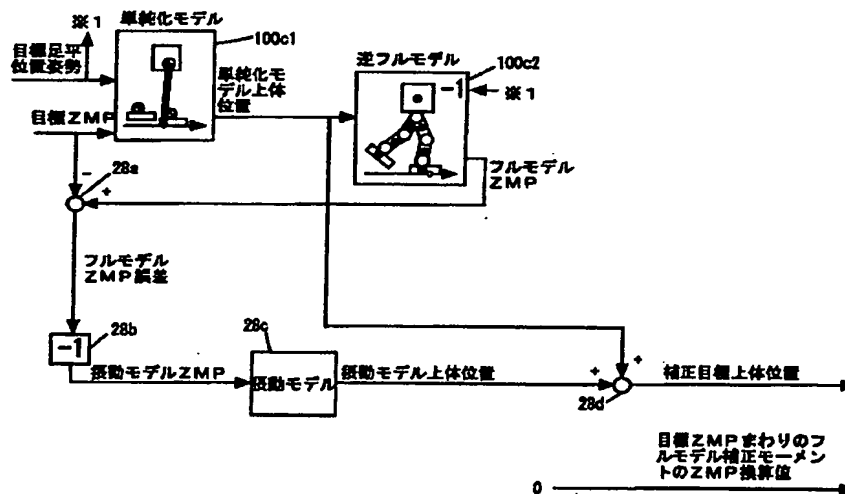 ※1
単純化モデル
100c1
目標足平
位置姿勢
単純化モ
デル上体
位置
逆フルモデル
100c2
-1
※1
目標ZMP
フルモデル
ZMP
-
+
28a
フルモデル
ZMP誤差
28b
-1
摂動モデルZMP
28c
摂動モデル
摂動モデル上体位置
+
+
28d
補正目標上体位置
目標ZMPまわりのフ
ルモデル補正モーメン
トのZMP換算値
0